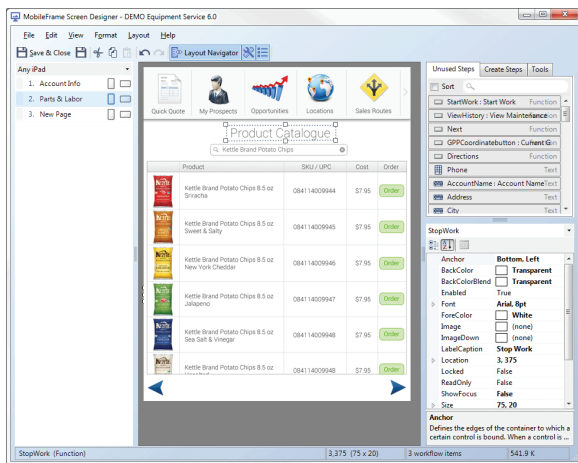 MobileFrame Screen Designer - DEMO Equipment Service 6.0
File Edit View Format Layout Help
Save & Close Layout Navigator
Any iPad
1. Account Info
2. Parts & Labor
3. New Page
Quick Quote My Prospects Opportunities Locations Sales Routes
Product Catalogue
Kettle Brand Potato Chips
Product SKU / UPC Cost Order
Kettle Brand Potato Chips 8.5 oz
Sriracha
084114009944 $7.95 Order
Kettle Brand Potato Chips 8.5 oz
Sweet & Salty
084114009945 $7.95 Order
Kettle Brand Potato Chips 8.5 oz
New York Cheddar
084114009946 $7.95 Order
Kettle Brand Potato Chips 8.5 oz
Jalapeno
084114009947 $7.95 Order
Kettle Brand Potato Chips 8.5 oz
Sea Salt & Vinegar
084114009948 $7.95 Order
Kettle Brand Potato Chips 8.5 oz
084114009948 $7.95 Order
Unused Steps Create Steps Tools
Sort
StartWork : Start Work Function
ViewHistory : View Maintenance
Next Function
GPPCoordinatebutton : Current G
Directions Function
Phone Text
AccountName : Account Name Text
Address Text
City Text
StopWork
Anchor Bottom, Left
BackColor Transparent
BackColorBlend Transparent
Enabled True
Font Arial, 8pt
ForeColor White
Image (none)
ImageDown (none)
LabelCaption Stop Work
Location 3, 375
Locked False
ReadOnly False
ShowFocus False
Size 75, 20
Anchor
Defines the edges of the container to which a
certain control is bound. When a control is ...
StopWork (Function) 3,375 (75 x 20) 3 workflow items 541.9 K